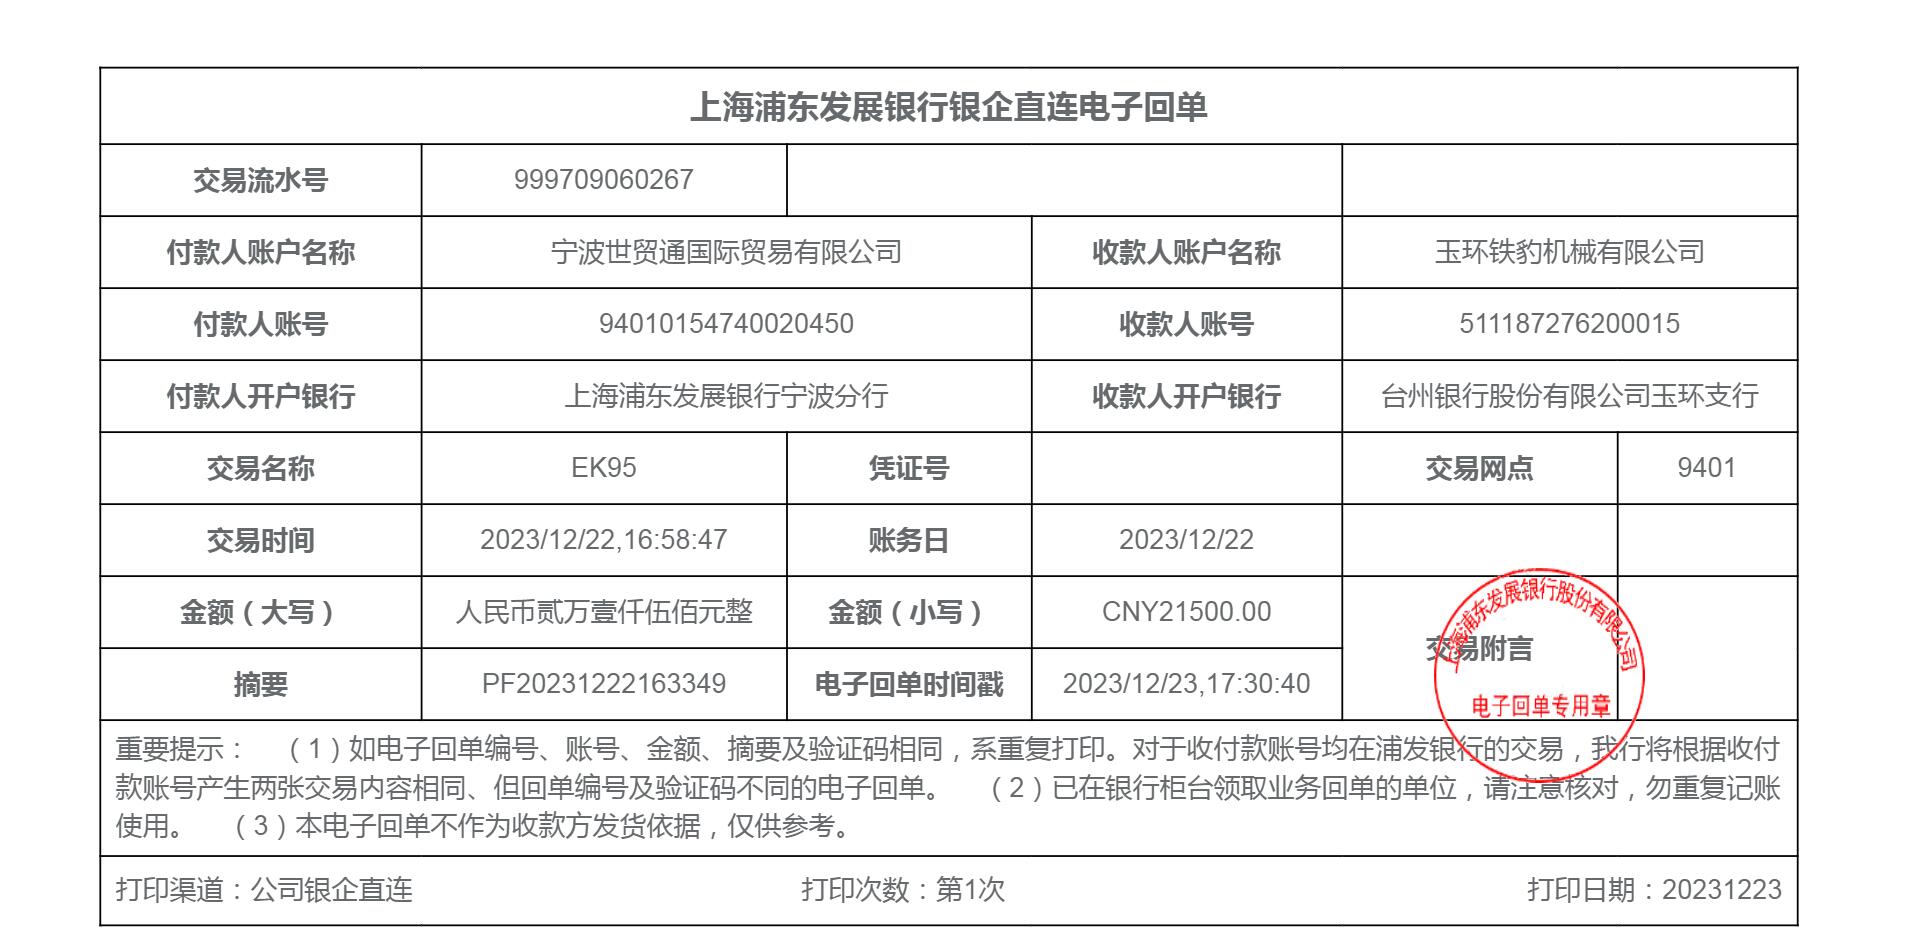 上海浦东发展银行银企直连电子回单
交易流水号 999709060267
付款人账户名称 宁波世贸通国际贸易有限公司 收款人账户名称 玉环铁豹机械有限公司
付款人账号 94010154740020450 收款人账号 511187276200015
付款人开户银行 上海浦东发展银行宁波分行 收款人开户银行 台州银行股份有限公司玉环支行
交易名称 EK95 凭证号 交易网点 9401
交易时间 2023/12/22,16:58:47 账务日 2023/12/22
金额（大写） 人民币贰万壹仟伍佰元整 金额（小写） CNY21500.00
交易附言
摘要 PF20231222163349 电子回单时间戳 2023/12/23,17:30:40
上海浦东发展银行股份有限公司
电子回单专用章
重要提示： （1）如电子回单编号、账号、金额、摘要及验证码相同，系重复打印。对于收付款账号均在浦发银行的交易，我行将根据收付
款账号产生两张交易内容相同、但回单编号及验证码不同的电子回单。 （2）已在银行柜台领取业务回单的单位，请注意核对，勿重复记账
使用。 （3）本电子回单不作为收款方发货依据，仅供参考。
打印渠道：公司银企直连 打印次数：第1次 打印日期：20231223